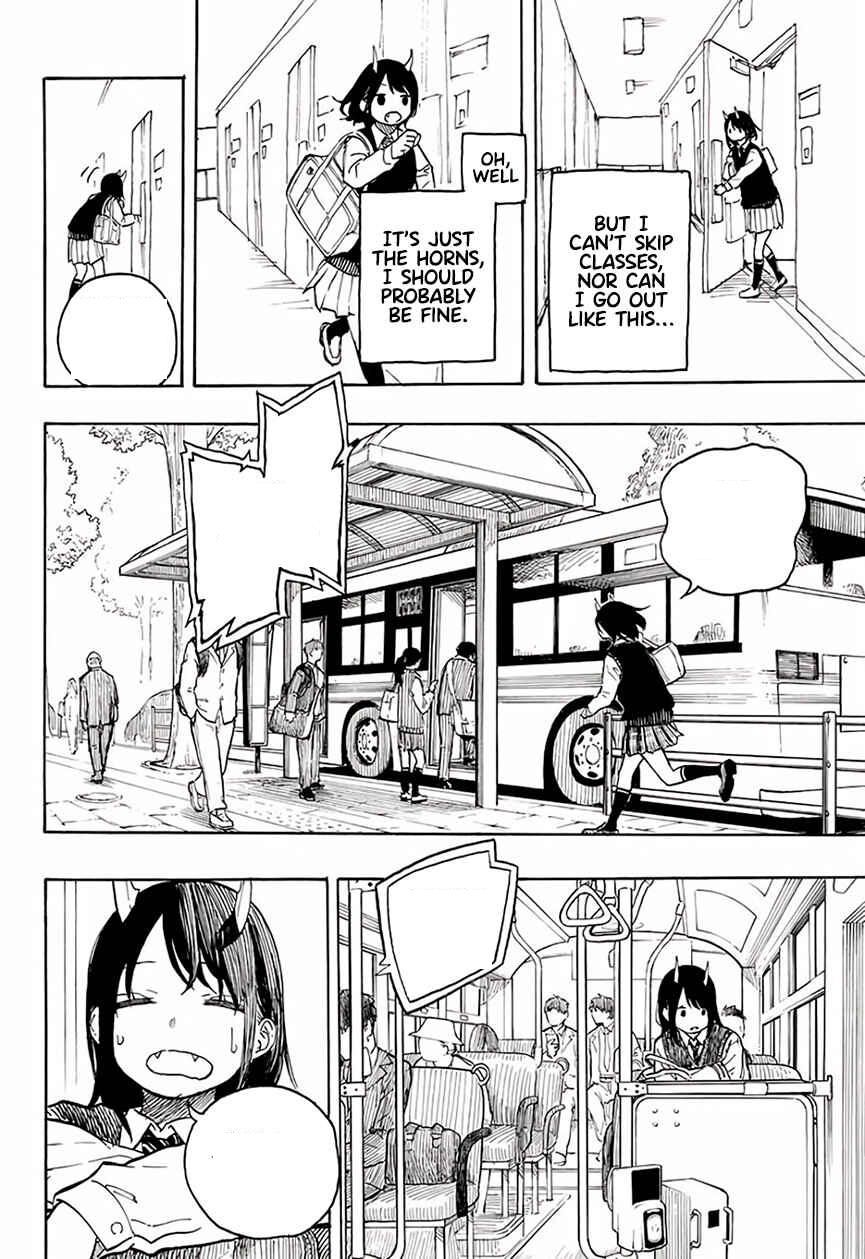 BUT I
CAN'T SKIP
CLASSES,
NOR CAN
I GO OUT
LIKE THIS...
OH,
WELL
IT'S JUST
THE HORNS,
I SHOULD
PROBABLY
BE FINE.